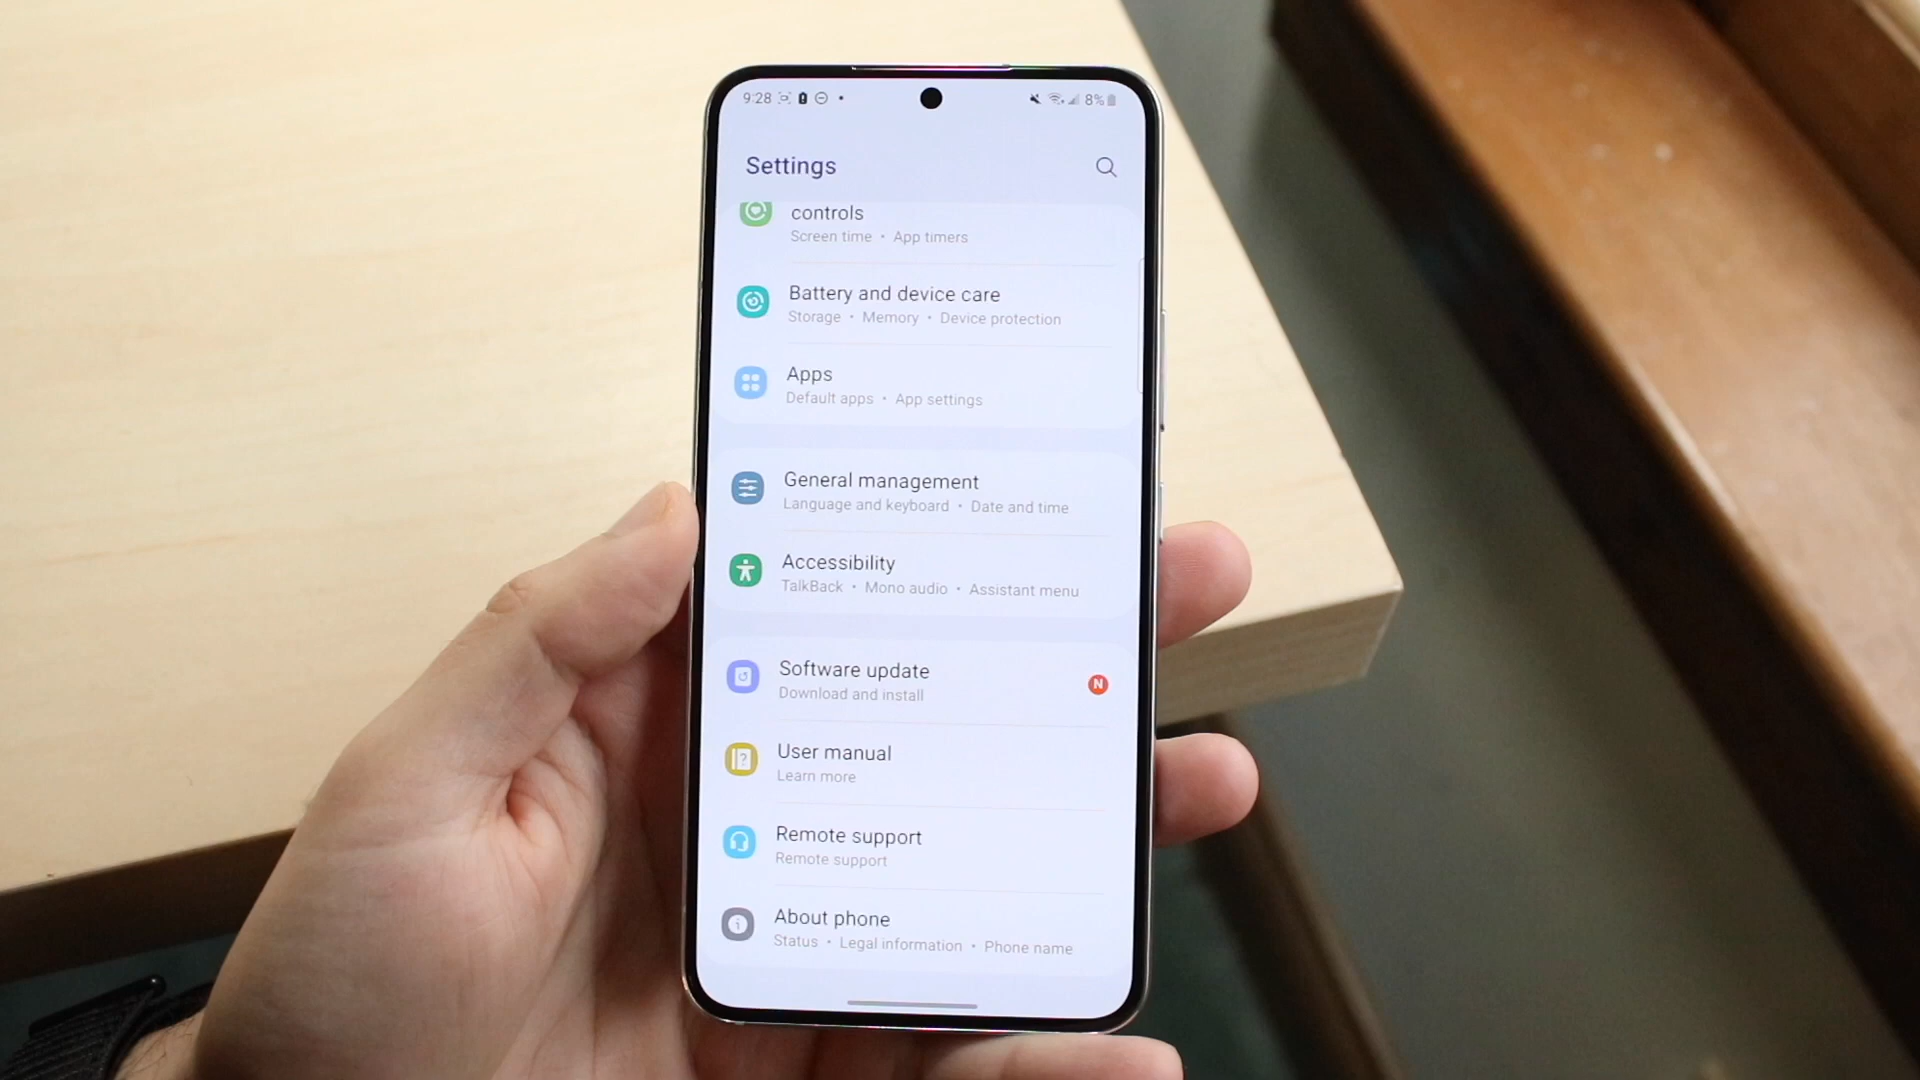 9:28
8%
Settings
controls
Screen time • App timers
Battery and device care
Storage • Memory • Device protection
Apps
Default apps • App settings
General management
Language and keyboard • Date and time
Accessibility
TalkBack • Mono audio • Assistant menu
Software update
Download and install
N
User manual
Learn more
Remote support
Remote support
About phone
Status • Legal information • Phone name